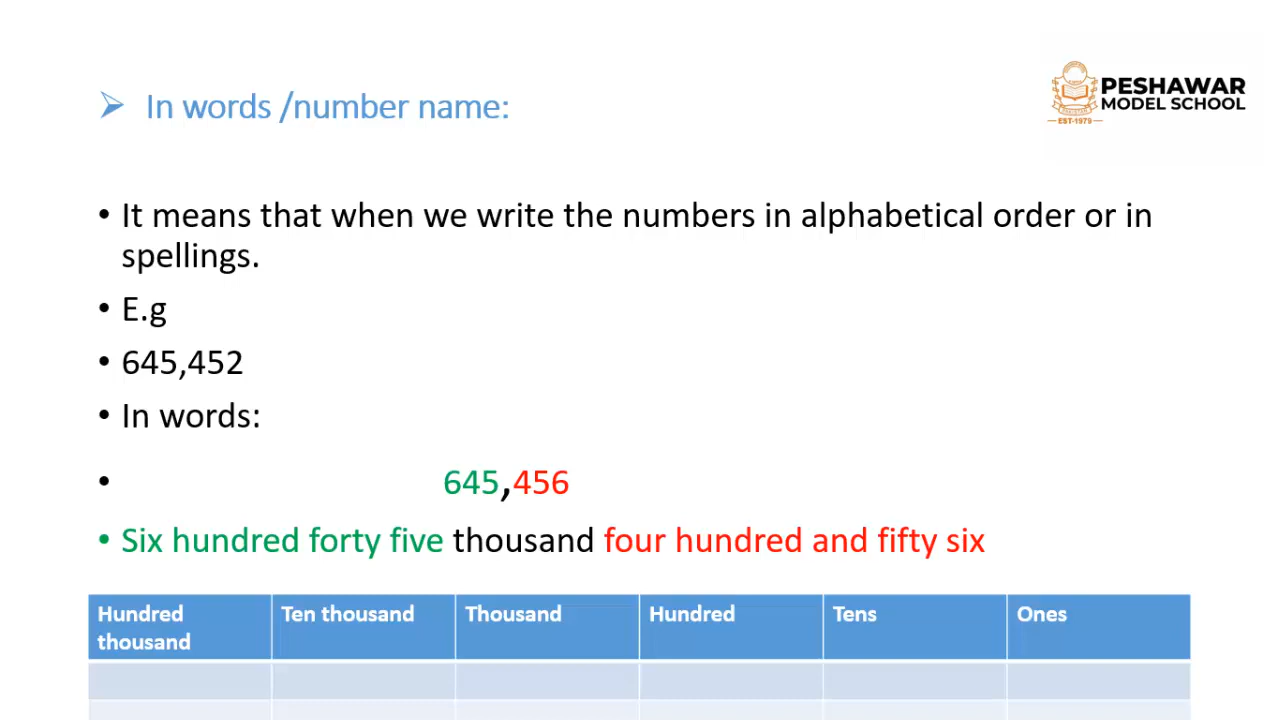 PESHAWAR
MODEL SCHOOL
EST-1979
➢ In words /number name:
• It means that when we write the numbers in alphabetical order or in
spellings.
• E.g
• 645,452
• In words:
• 645,456
• Six hundred forty five thousand four hundred and fifty six
Hundred thousand Ten thousand Thousand Hundred Tens Ones